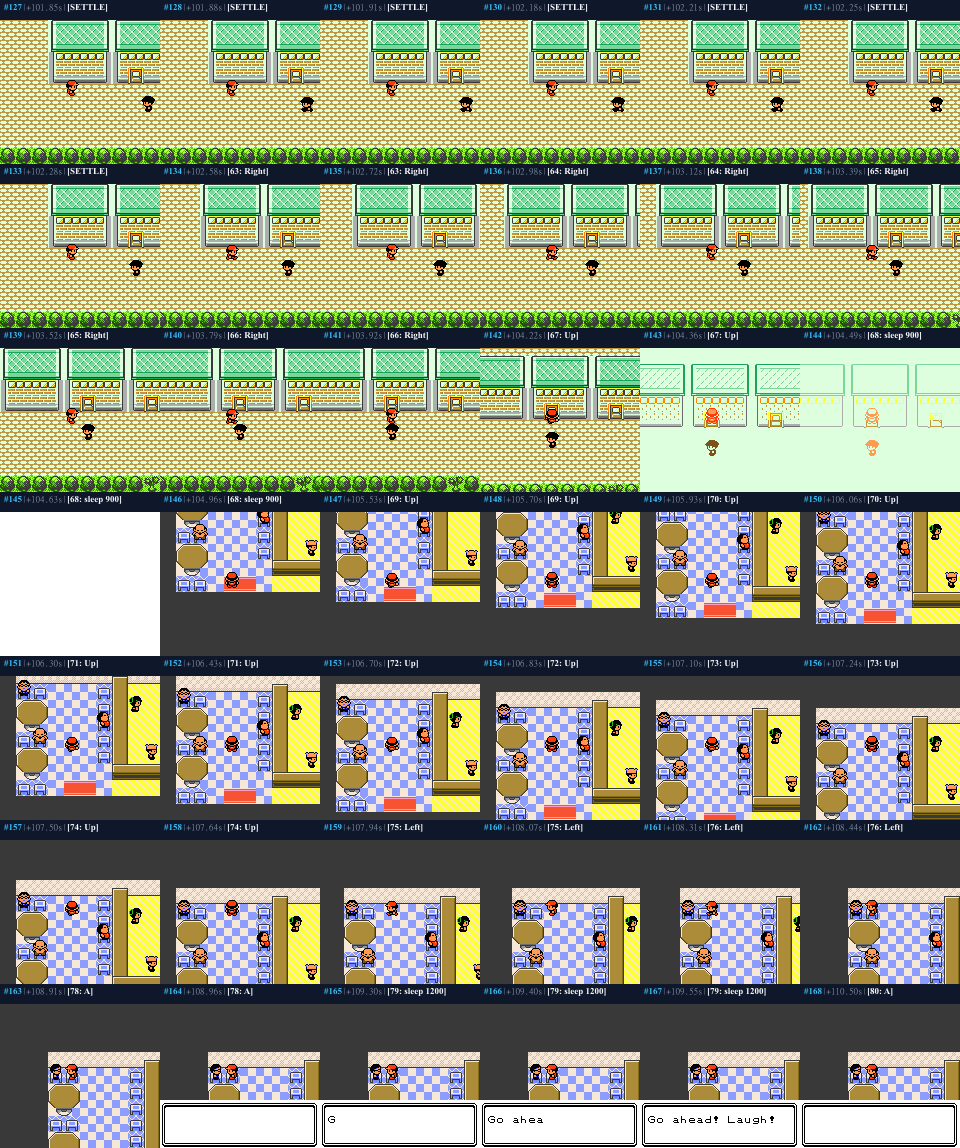 #127|+101.85s|[SETTLE]
#128|+101.88s|[SETTLE]
#129|+101.91s|[SETTLE]
#130|+102.18s|[SETTLE]
#131|+102.21s|[SETTLE]
#132|+102.25s|[SETTLE]
#133|+102.28s|[SETTLE]
#134|+102.58s|[63: Right]
#135|+102.72s|[63: Right]
#136|+102.98s|[64: Right]
#137|+103.12s|[64: Right]
#138|+103.39s|[65: Right]
#139|+103.52s|[65: Right]
#140|+103.79s|[66: Right]
#141|+103.92s|[66: Right]
#142|+104.22s|[67: Up]
#143|+104.36s|[67: Up]
#144|+104.49s|[68: sleep 900]
#145|+104.63s|[68: sleep 900]
#146|+104.96s|[68: sleep 900]
#147|+105.53s|[69: Up]
#148|+105.70s|[69: Up]
#149|+105.93s|[70: Up]
#150|+106.06s|[70: Up]
#151|+106.30s|[71: Up]
#152|+106.43s|[71: Up]
#153|+106.70s|[72: Up]
#154|+106.83s|[72: Up]
#155|+107.10s|[73: Up]
#156|+107.24s|[73: Up]
#157|+107.50s|[74: Up]
#158|+107.64s|[74: Up]
#159|+107.94s|[75: Left]
#160|+108.07s|[75: Left]
#161|+108.31s|[76: Left]
#162|+108.44s|[76: Left]
#163|+108.91s|[78: A]
#164|+108.96s|[78: A]
#165|+109.30s|[79: sleep 1200]
#166|+109.40s|[79: sleep 1200]
#167|+109.55s|[79: sleep 1200]
#168|+110.50s|[80: A]
G
Go ahea
Go ahead! Laugh!